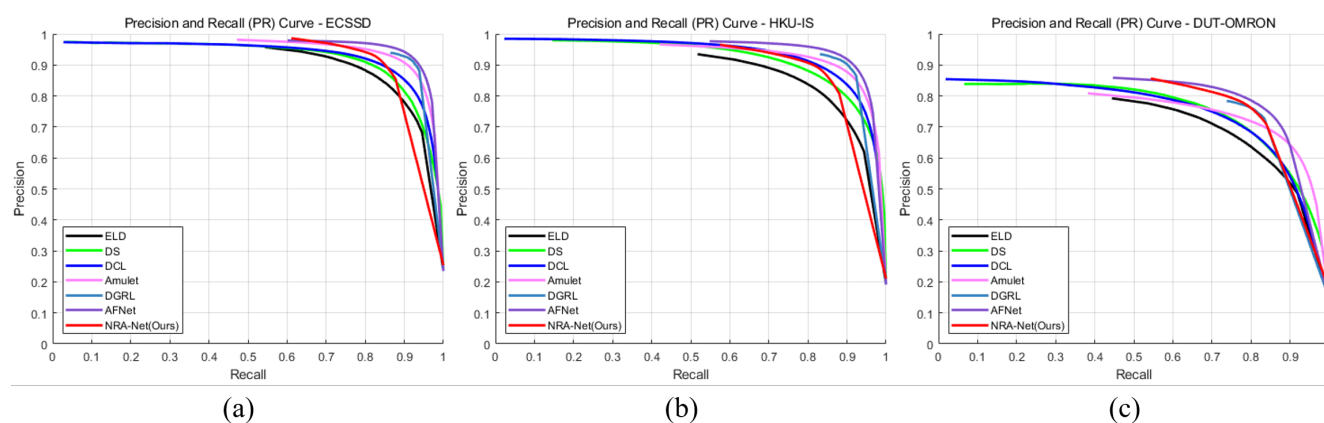 Precision and Recall (PR) Curve - ECSSD
1
0.9
0.8
0.7
0.6
0.5
0.4
0.3
0.2
0.1
0
Precision
ELD
DS
DCL
Amulet
DGRL
AFNet
NRA-Net(Ours)
0 0.1 0.2 0.3 0.4 0.5 0.6 0.7 0.8 0.9 1
Recall
(a)
Precision and Recall (PR) Curve - HKU-IS
1
0.9
0.8
0.7
0.6
0.5
0.4
0.3
0.2
0.1
0
Precision
ELD
DS
DCL
Amulet
DGRL
AFNet
NRA-Net(Ours)
0 0.1 0.2 0.3 0.4 0.5 0.6 0.7 0.8 0.9 1
Recall
(b)
Precision and Recall (PR) Curve - DUT-OMRON
1
0.9
0.8
0.7
0.6
0.5
0.4
0.3
0.2
0.1
0
Precision
ELD
DS
DCL
Amulet
DGRL
AFNet
NRA-Net(Ours)
0 0.1 0.2 0.3 0.4 0.5 0.6 0.7 0.8 0.9
Recall
(c)